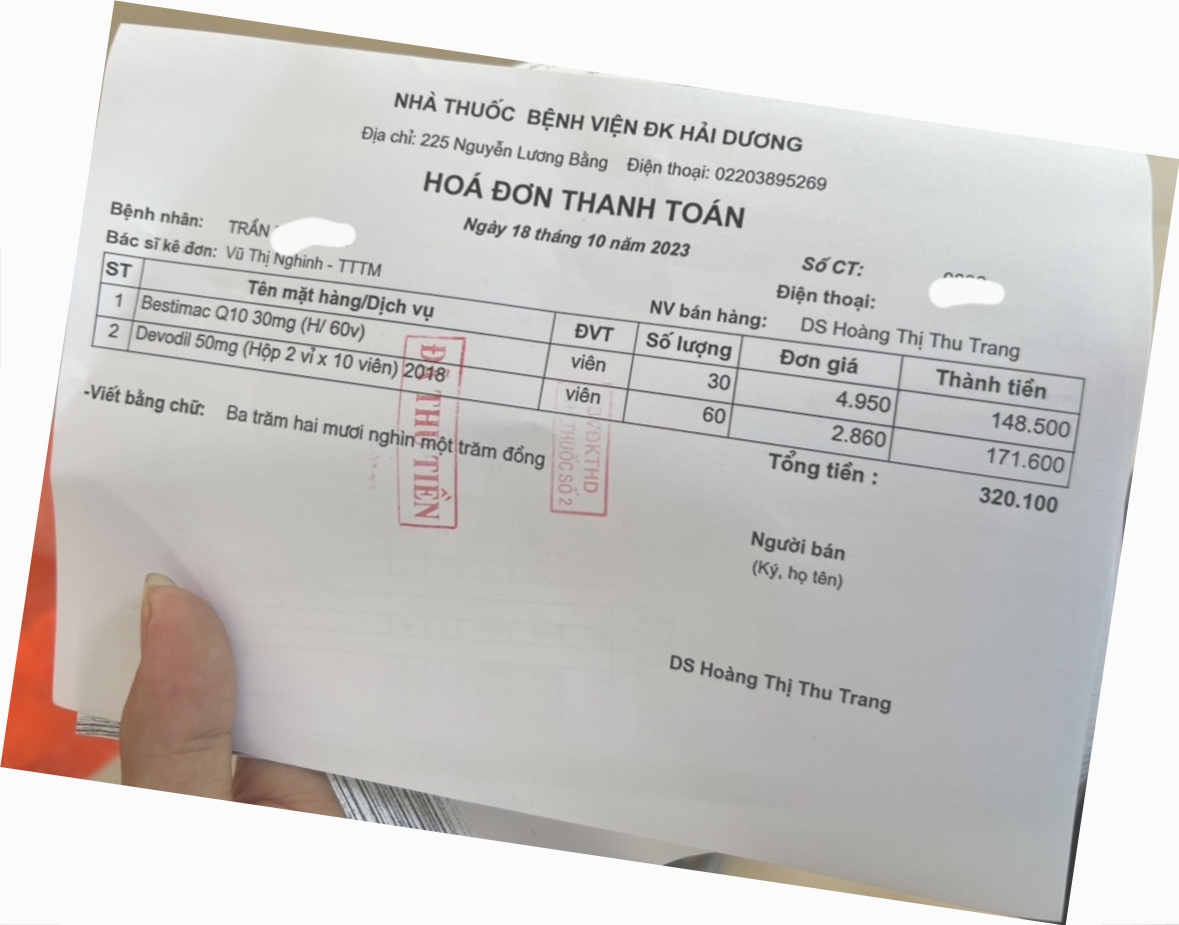 NHÀ THUỐC BỆNH VIỆN ĐK HẢI DƯƠNG
Địa chỉ: 225 Nguyễn Lương Bằng Điện thoại: 02203895269
HOÁ ĐƠN THANH TOÁN
Ngày 18 tháng 10 năm 2023
Số CT:
Bệnh nhân: TRẦN
Điện thoại:
Bác sĩ kê đơn: Vũ Thị Nghinh - TTTM
NV bán hàng: DS Hoàng Thị Thu Trang
ST Tên mặt hàng/Dịch vụ ĐVT Số lượng Đơn giá Thành tiền
1 Bestimac Q10 30mg (H/ 60v) viên 30 4.950 148.500
2 Devodil 50mg (Hộp 2 vỉ x 10 viên) 2018 viên 60 2.860 171.600
Tổng tiền : 320.100
-Viết bằng chữ: Ba trăm hai mươi nghìn một trăm đồng
ĐÃ THU TIỀN
BVĐKTHD
THUỐC SỐ 2
Người bán
(Ký, họ tên)
DS Hoàng Thị Thu Trang